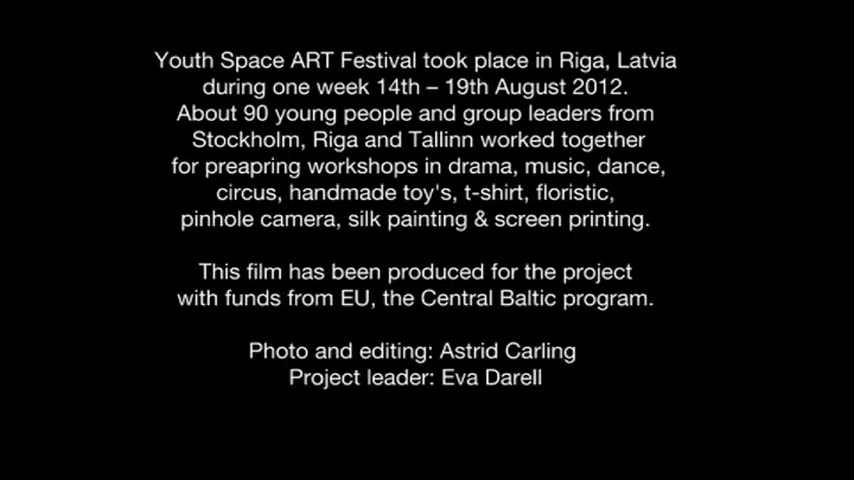 Youth Space ART Festival took place in Riga, Latvia
during one week 14th – 19th August 2012.
About 90 young people and group leaders from
Stockholm, Riga and Tallinn worked together
for preapring workshops in drama, music, dance,
circus, handmade toy's, t-shirt, floristic,
pinhole camera, silk painting & screen printing.
This film has been produced for the project
with funds from EU, the Central Baltic program.
Photo and editing: Astrid Carling
Project leader: Eva Darell